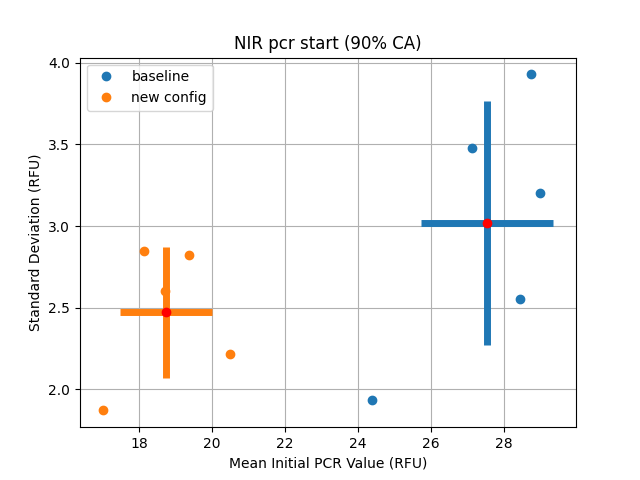 NIR pcr start (90% CA)
baseline
new config
4.0
3.5
3.0
2.5
2.0
Standard Deviation (RFU)
18
20
22
24
26
28
Mean Initial PCR Value (RFU)